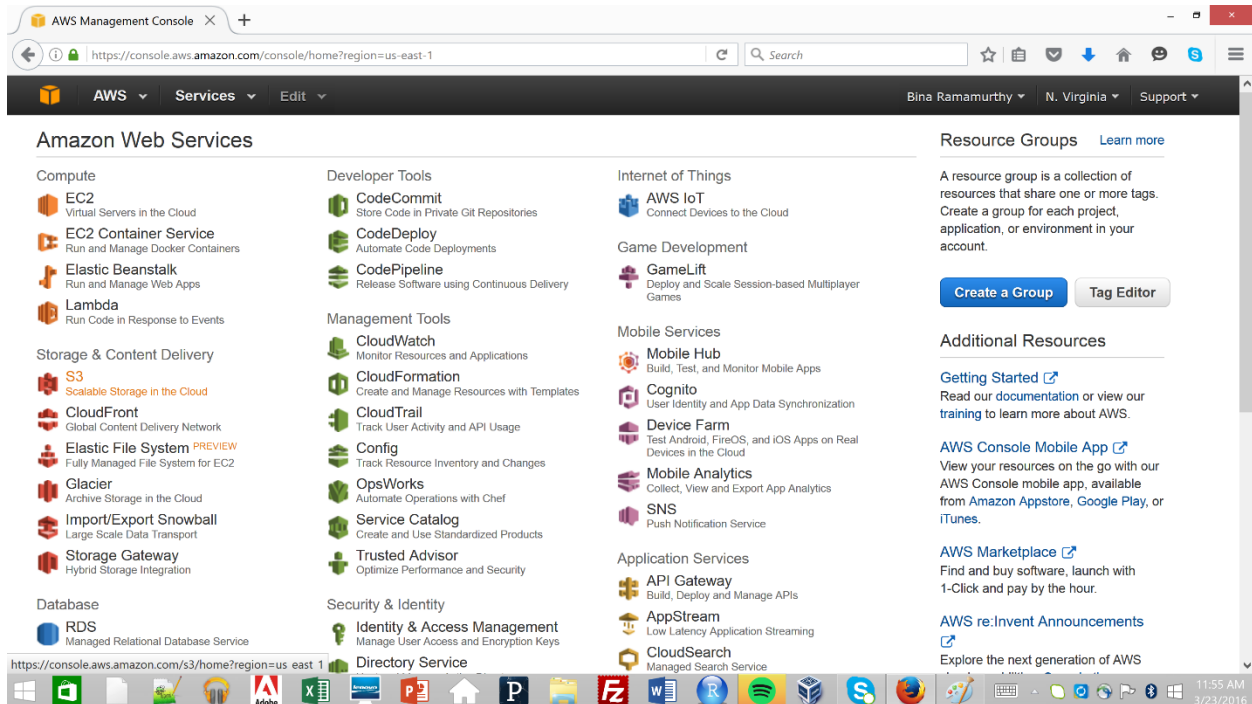 AWS Management Console
https://console.aws.amazon.com/console/home?region=us-east-1
Search
AWS Services Edit
Bina Ramamurthy N. Virginia Support
Amazon Web Services
Compute
EC2
Virtual Servers in the Cloud
EC2 Container Service
Run and Manage Docker Containers
Elastic Beanstalk
Run and Manage Web Apps
Lambda
Run Code in Response to Events
Storage & Content Delivery
S3
Scalable Storage in the Cloud
CloudFront
Global Content Delivery Network
Elastic File System PREVIEW
Fully Managed File System for EC2
Glacier
Archive Storage in the Cloud
Import/Export Snowball
Large Scale Data Transport
Storage Gateway
Hybrid Storage Integration
Database
RDS
Managed Relational Database Service
https://console.aws.amazon.com/s3/home?region=us east 1
Developer Tools
CodeCommit
Store Code in Private Git Repositories
CodeDeploy
Automate Code Deployments
CodePipeline
Release Software using Continuous Delivery
Management Tools
CloudWatch
Monitor Resources and Applications
CloudFormation
Create and Manage Resources with Templates
CloudTrail
Track User Activity and API Usage
Config
Track Resource Inventory and Changes
OpsWorks
Automate Operations with Chef
Service Catalog
Create and Use Standardized Products
Trusted Advisor
Optimize Performance and Security
Security & Identity
Identity & Access Management
Manage User Access and Encryption Keys
Directory Service
Internet of Things
AWS IoT
Connect Devices to the Cloud
Game Development
GameLift
Deploy and Scale Session-based Multiplayer
Games
Mobile Services
Mobile Hub
Build, Test, and Monitor Mobile Apps
Cognito
User Identity and App Data Synchronization
Device Farm
Test Android, FireOS, and iOS Apps on Real
Devices in the Cloud
Mobile Analytics
Collect, View and Export App Analytics
SNS
Push Notification Service
Application Services
API Gateway
Build, Deploy and Manage APIs
AppStream
Low Latency Application Streaming
CloudSearch
Managed Search Service
Resource Groups Learn more
A resource group is a collection of
resources that share one or more tags.
Create a group for each project,
application, or environment in your
account.
Create a Group Tag Editor
Additional Resources
Getting Started
Read our documentation or view our
training to learn more about AWS.
AWS Console Mobile App
View your resources on the go with our
AWS Console mobile app, available
from Amazon Appstore, Google Play, or
iTunes.
AWS Marketplace
Find and buy software, launch with
1-Click and pay by the hour.
AWS re:Invent Announcements
Explore the next generation of AWS
Adobe
11:55 AM
3/23/2016